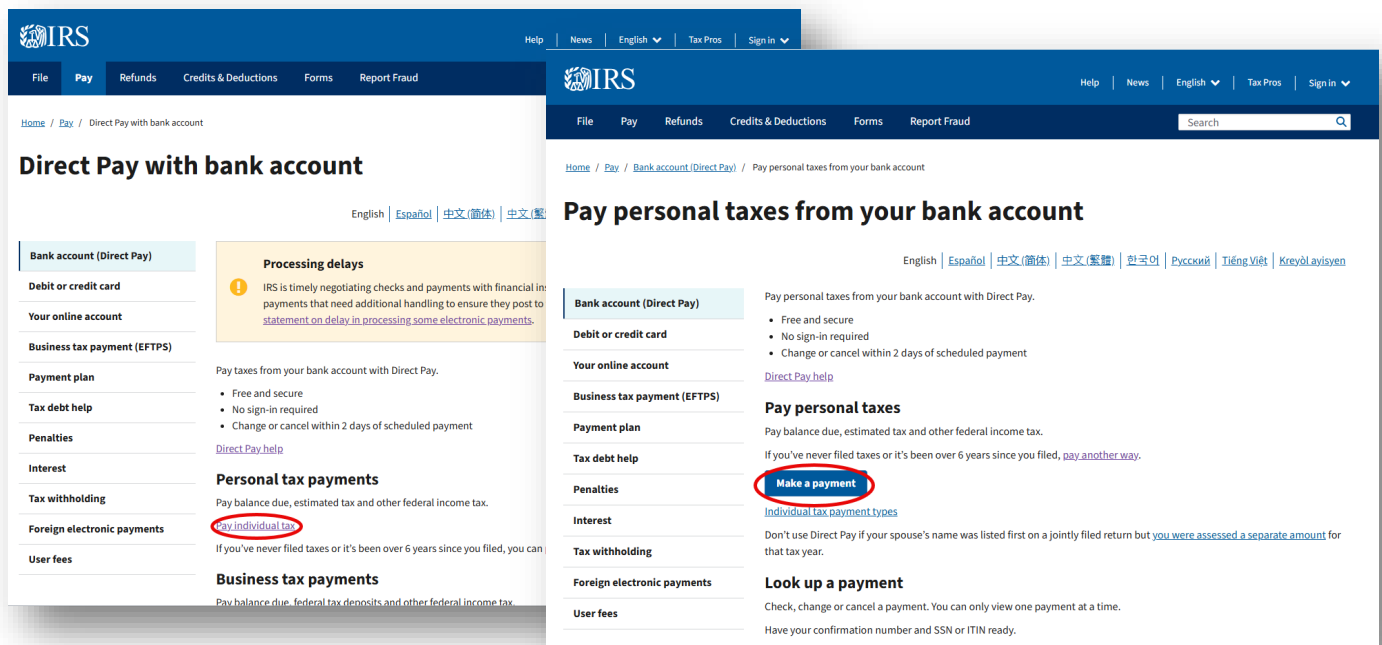 IRS
Help
News
English
Tax Pros
Sign in
File
Pay
Refunds
Credits & Deductions
Forms
Report Fraud
Home / Pay / Direct Pay with bank account
Direct Pay with bank account
English | Español | 中文 (简体) | 中文
Bank account (Direct Pay)
Debit or credit card
Your online account
Business tax payment (EFTPS)
Payment plan
Tax debt help
Penalties
Interest
Tax withholding
Foreign electronic payments
User fees
Processing delays
IRS is timely negotiating checks and payments with financial
payments that need additional handling to ensure they post to
statement on delay in processing some electronic payments.
Pay taxes from your bank account with Direct Pay.
• Free and secure
• No sign-in required
• Change or cancel within 2 days of scheduled payment
Direct Pay help
Personal tax payments
Pay balance due, estimated tax and other federal income tax.
Pay individual tax
If you've never filed taxes or it's been over 6 years since you filed, you can
Business tax payments
Pay balance due, federal tax deposits and other federal income tax.
IRS
Help
News
English
Tax Pros
Sign in
File
Pay
Refunds
Credits & Deductions
Forms
Report Fraud
Search
Home / Pay / Bank account (Direct Pay) / Pay personal taxes from your bank account
Pay personal taxes from your bank account
English | Español | 中文 (简体) | 中文 (繁體) | 한국어 | Русский | Tiếng Việt | Kreyòl ayisyen
Bank account (Direct Pay)
Debit or credit card
Your online account
Business tax payment (EFTPS)
Payment plan
Tax debt help
Penalties
Interest
Tax withholding
Foreign electronic payments
User fees
Pay personal taxes from your bank account with Direct Pay.
• Free and secure
• No sign-in required
• Change or cancel within 2 days of scheduled payment
Direct Pay help
Pay personal taxes
Pay balance due, estimated tax and other federal income tax.
If you've never filed taxes or it's been over 6 years since you filed, pay another way.
Make a payment
Individual tax payment types
Don't use Direct Pay if your spouse's name was listed first on a jointly filed return but you were assessed a separate amount for
that tax year.
Look up a payment
Check, change or cancel a payment. You can only view one payment at a time.
Have your confirmation number and SSN or ITIN ready.